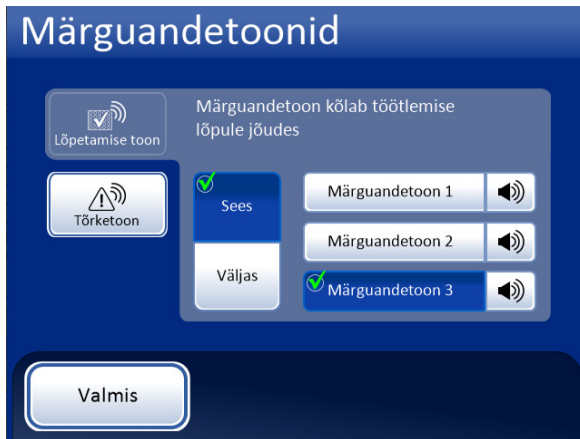 Märguandetoonid
Lõpetamise toon
Märguandetoon kõlab töötlemise
lõpule jõudes
Tõrketoon
Sees
Väljas
Märguandetoon 1
Märguandetoon 2
Märguandetoon 3
Valmis